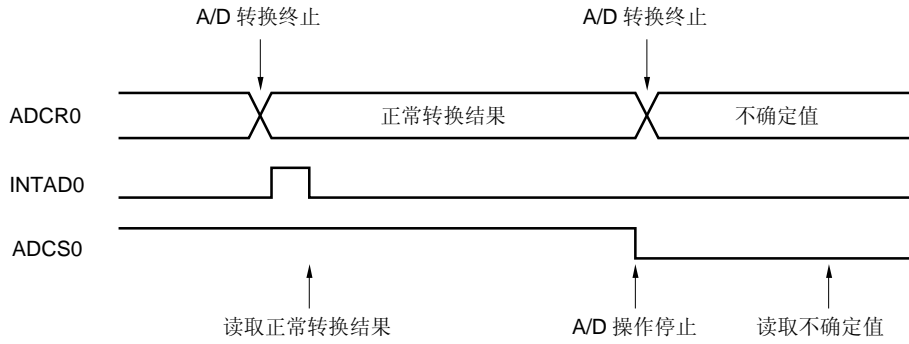 A/D 转换终止
A/D 转换终止
ADCR0
正常转换结果
不确定值
INTAD0
ADCS0
读取正常转换结果
A/D 操作停止
读取不确定值